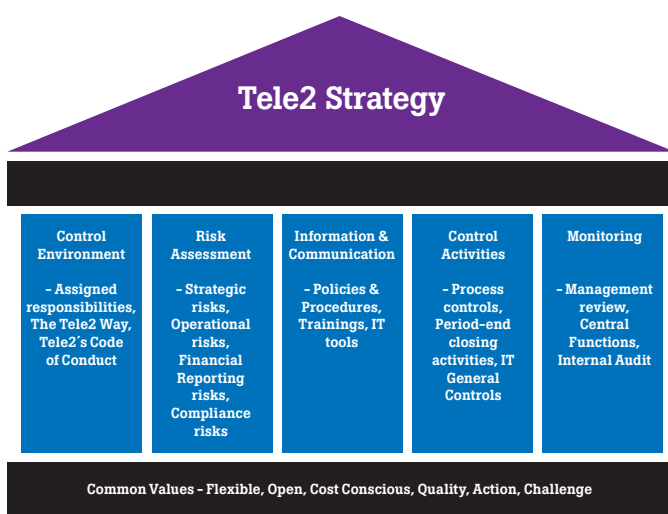 Tele2 Strategy
Control
Environment
– Assigned
responsibilities,
The Tele2 Way,
Tele2´s Code
of Conduct
Risk
Assessment
– Strategic
risks,
Operational
risks,
Financial
Reporting
risks,
Compliance
risks
Information &
Communication
– Policies &
Procedures,
Trainings, IT
tools
Control
Activities
– Process
controls,
Period-end
closing
activities, IT
General
Controls
Monitoring
– Management
review,
Central
Functions,
Internal Audit
Common Values – Flexible, Open, Cost Conscious, Quality, Action, Challenge